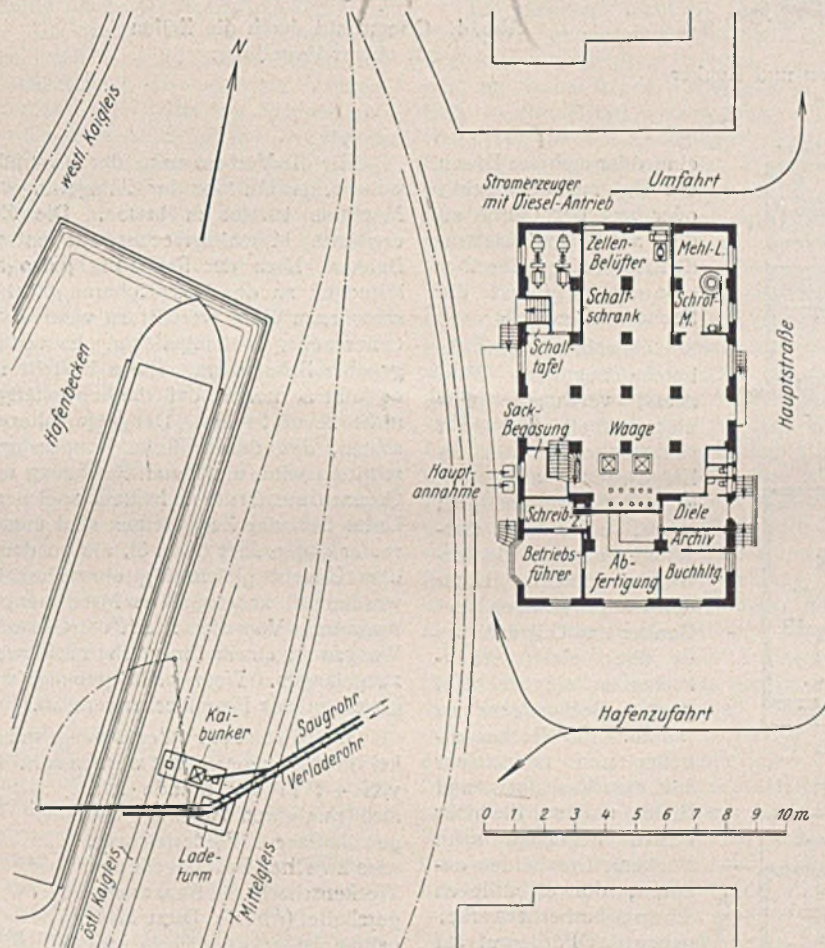 N
westl. Kaigleis
Hafenbecken
Umfahrt
Stromerzeuger
mit Diesel-Antrieb
Zellen-
Belüfter
Mehl-L.
Schalt-
schrank
Schrot-
M.
Schalt-
tafel
Hauptstraße
Sack-
Begasung
Waage
Haupt-
annahme
Schreib-Z.
Diele
Archiv
Betriebs-
führer
Ab-
fertigung
Buchhltg.
Hafenzufahrt
Kai-
bunker
Saugrohr
Verladerohr
Lade-
turm
östl. Kaigleis
Mittelgleis
0 1 2 3 4 5 6 7 8 9 10 m